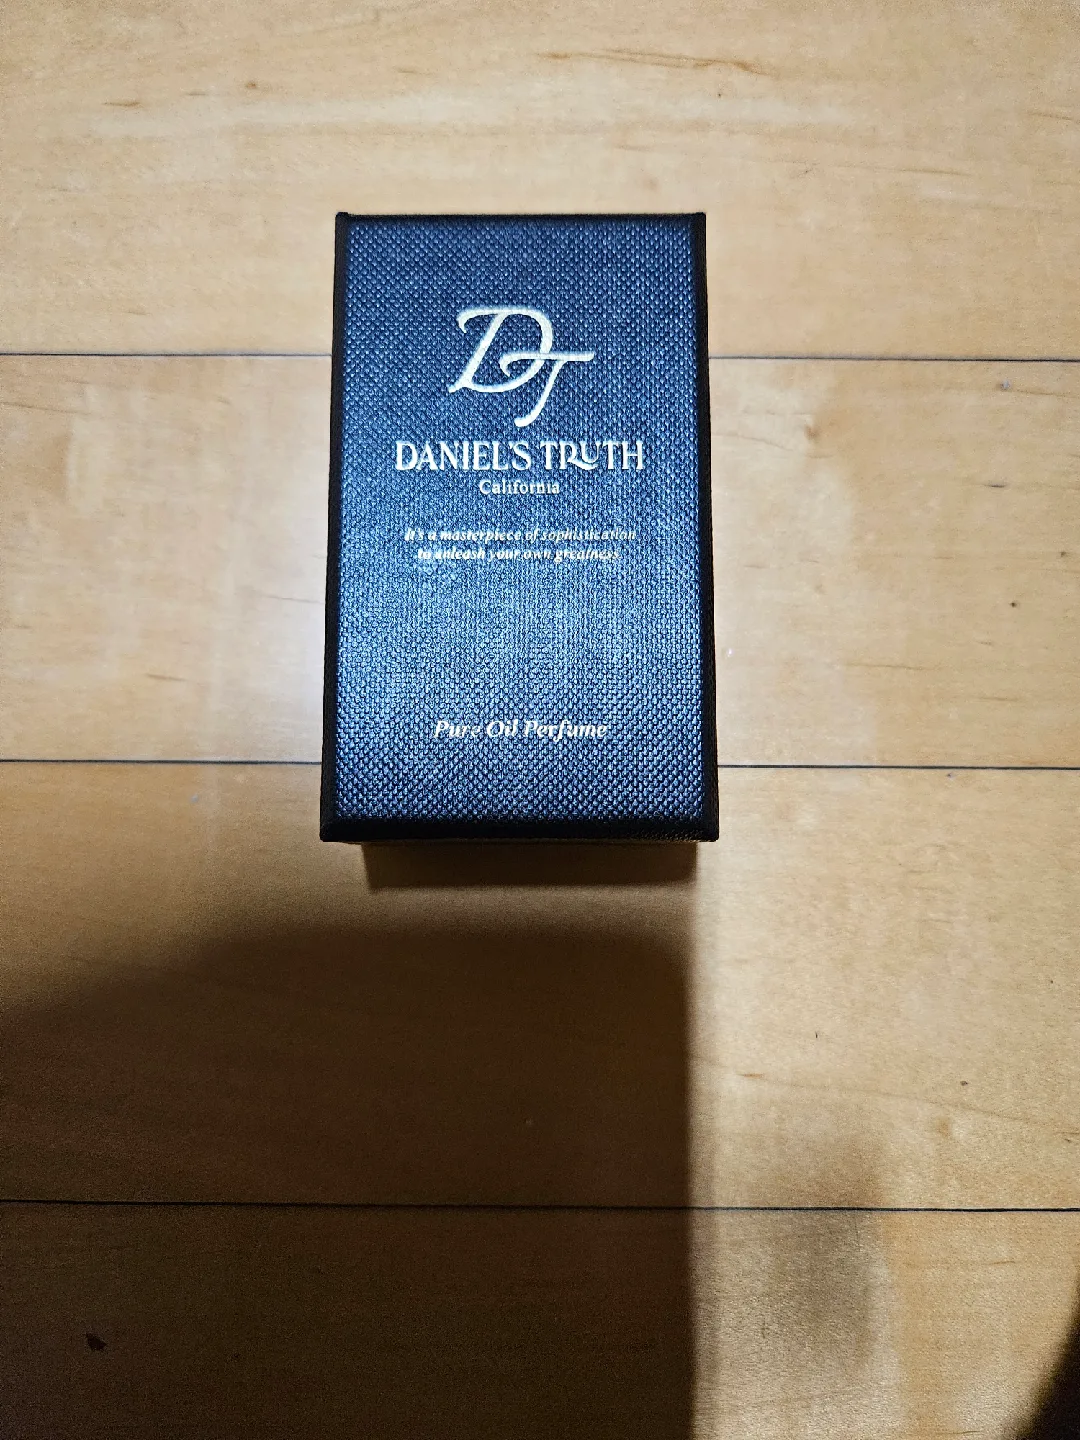 DT
DANIEL'S TRUTH
California
It's a masterpiece of sophistication
to unleash your own greatness
Pure Oil Perfume